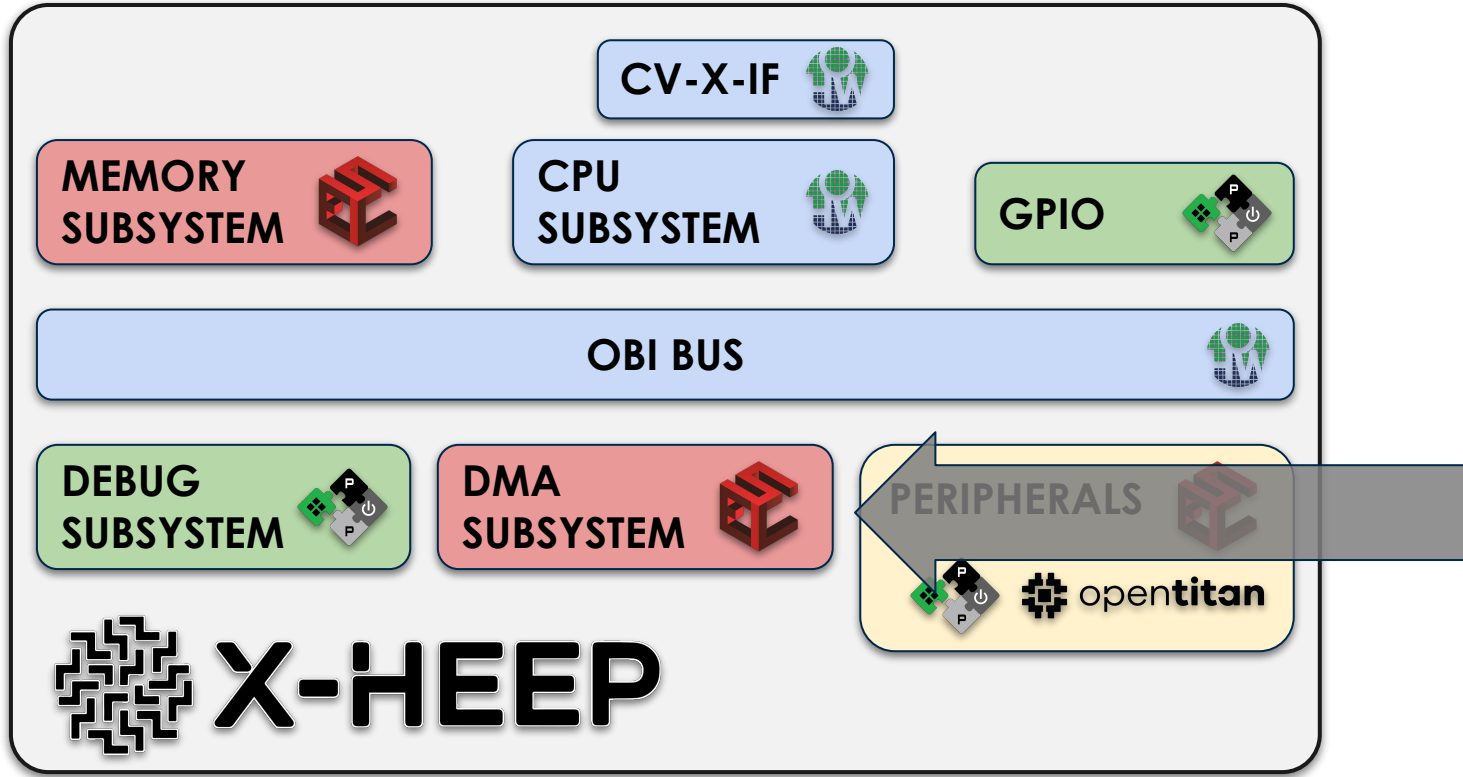 CV-X-IF
MEMORY
SUBSYSTEM
CPU
SUBSYSTEM
GPIO
P
P
OBI BUS
DEBUG
SUBSYSTEM
P
P
DMA
SUBSYSTEM
PERIPHERALS
P
P
opentitan
X-HEEP